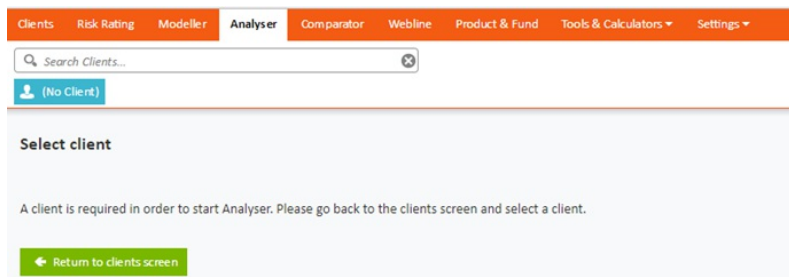 Clients Risk Rating Modeller Analyser Comparator Webline Product & Fund Tools & Calculators Settings
Search Clients...
(No Client)
Select client
A client is required in order to start Analyser. Please go back to the clients screen and select a client.
Return to clients screen